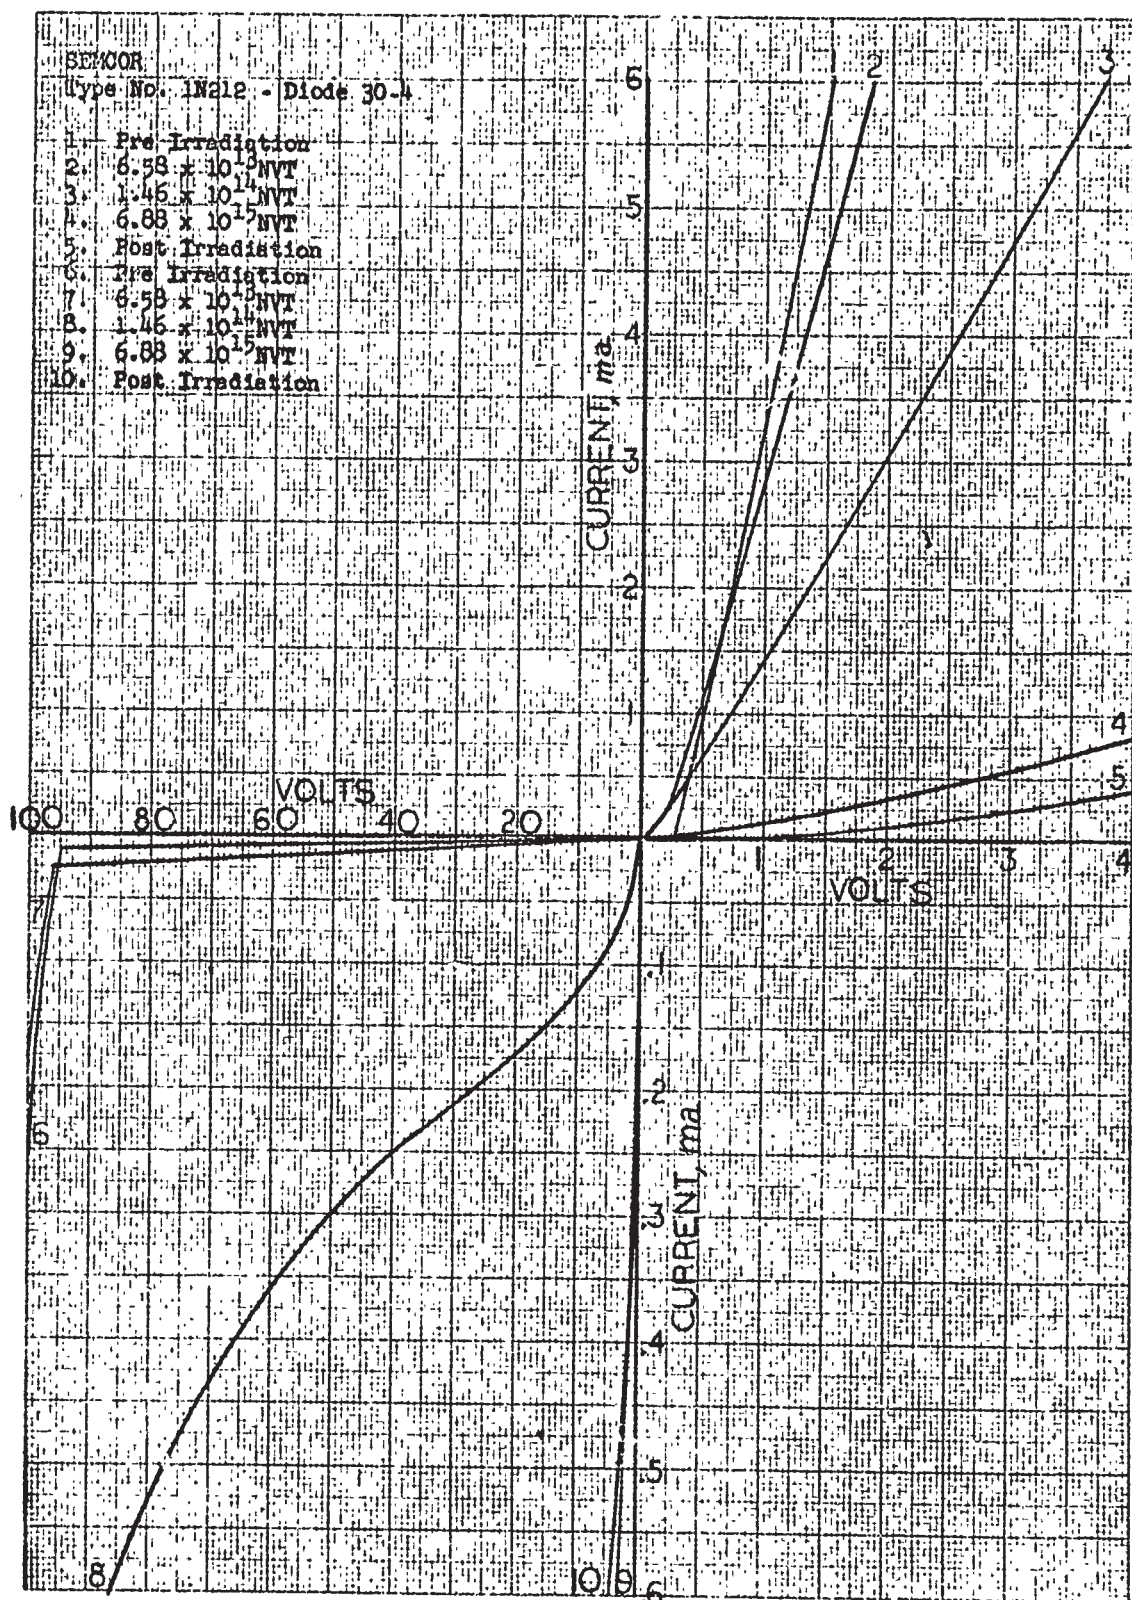 SEMCOR
Type No. 1N212 - Diode 30-4
1. Pre Irradiation
2. 6.58 x 10^13 NVT
3. 1.46 x 10^14 NVT
4. 6.88 x 10^15 NVT
5. Post Irradiation
6. Pre Irradiation
7. 6.58 x 10^13 NVT
8. 1.46 x 10^14 NVT
9. 6.88 x 10^15 NVT
10. Post Irradiation
1 2 3
6
5
4
3
2
1
CURRENT, ma
4
5
VOLTS
100 80 60 40 20
1 2 3 4
VOLTS
7
6
.1
.2
.3
.4
.5
.6
CURRENT, ma
8
10 9